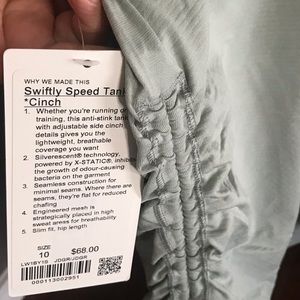 WHY WE MADE THIS
Swiftly Speed Tank
*Cinch
1. Whether you're running or
training, this anti-stink tank
with adjustable side cinch
details gives you the
lightweight, breathable
coverage you want
2. Silverescent® technology,
powered by X-STATIC®, inhibits
the growth of odour-causing
bacteria on the garment
3. Seamless construction for
minimal seams. Where there are
seams, they're flat for reduced
chafing
4. Engineered mesh is
strategically placed in high
sweat areas for breathability
5. Slim fit, hip length
SIZE
10 $68.00
LW1BY1S JDGR/JDGR
000113002951